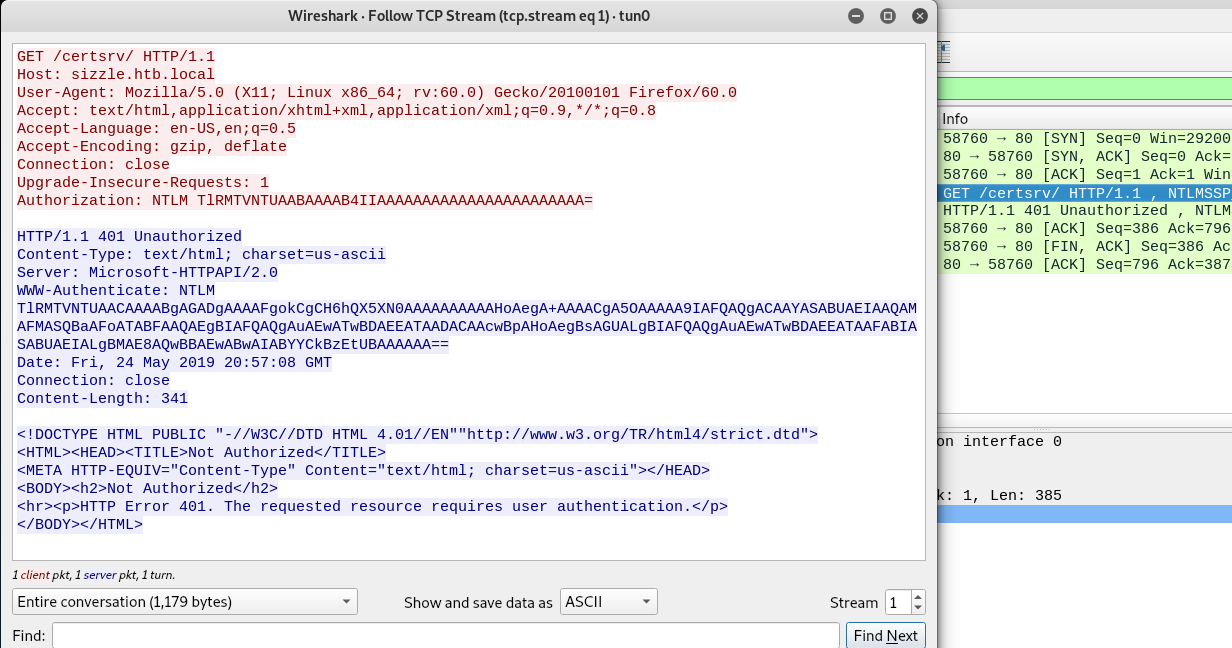 Wireshark · Follow TCP Stream (tcp.stream eq 1) · tun0
GET /certsrv/ HTTP/1.1
Host: sizzle.htb.local
User-Agent: Mozilla/5.0 (X11; Linux x86_64; rv:60.0) Gecko/20100101 Firefox/60.0
Accept: text/html,application/xhtml+xml,application/xml;q=0.9,*/*;q=0.8
Accept-Language: en-US,en;q=0.5
Accept-Encoding: gzip, deflate
Connection: close
Upgrade-Insecure-Requests: 1
Authorization: NTLM TlRMTVNTUAABAAAAB4IIAAAAAAAAAAAAAAAAAAAAAAA=
HTTP/1.1 401 Unauthorized
Content-Type: text/html; charset=us-ascii
Server: Microsoft-HTTPAPI/2.0
WWW-Authenticate: NTLM
TlRMTVNTUAACAAAABgAGADgAAAAFgokCgCH6hQX5XN0AAAAAAAAAAHoAegA+AAAACgA5OAAAAA9IAFQAQgACAAYASABUAEIAAQAM
AFMASQBaAFoATABFAAQAEgBIAFQAQgAuAEwATwBDAEEATAADACAAcwBpAHoAegBsAGUALgBIAFQAQgAuAEwATwBDAEEATAAFABIA
SABUAEIALgBMAE8AQwBBAEwABwAIABYYCkBzEtUBAAAAAA==
Date: Fri, 24 May 2019 20:57:08 GMT
Connection: close
Content-Length: 341
<!DOCTYPE HTML PUBLIC "-//W3C//DTD HTML 4.01//EN""http://www.w3.org/TR/html4/strict.dtd">
<HTML><HEAD><TITLE>Not Authorized</TITLE>
<META HTTP-EQUIV="Content-Type" Content="text/html; charset=us-ascii"></HEAD>
<BODY><h2>Not Authorized</h2>
<hr><p>HTTP Error 401. The requested resource requires user authentication.</p>
</BODY></HTML>
1 client pkt, 1 server pkt, 1 turn.
Entire conversation (1,179 bytes)
Show and save data as ASCII
Stream 1
Find:
Find Next
Info
58760 → 80 [SYN] Seq=0 Win=29200
80 → 58760 [SYN, ACK] Seq=0 Ack=
58760 → 80 [ACK] Seq=1 Ack=1 Win
GET /certsrv/ HTTP/1.1 , NTLMSSP
HTTP/1.1 401 Unauthorized , NTLM
58760 → 80 [ACK] Seq=386 Ack=796
58760 → 80 [FIN, ACK] Seq=386 Ac
80 → 58760 [ACK] Seq=796 Ack=387
on interface 0
k: 1, Len: 385